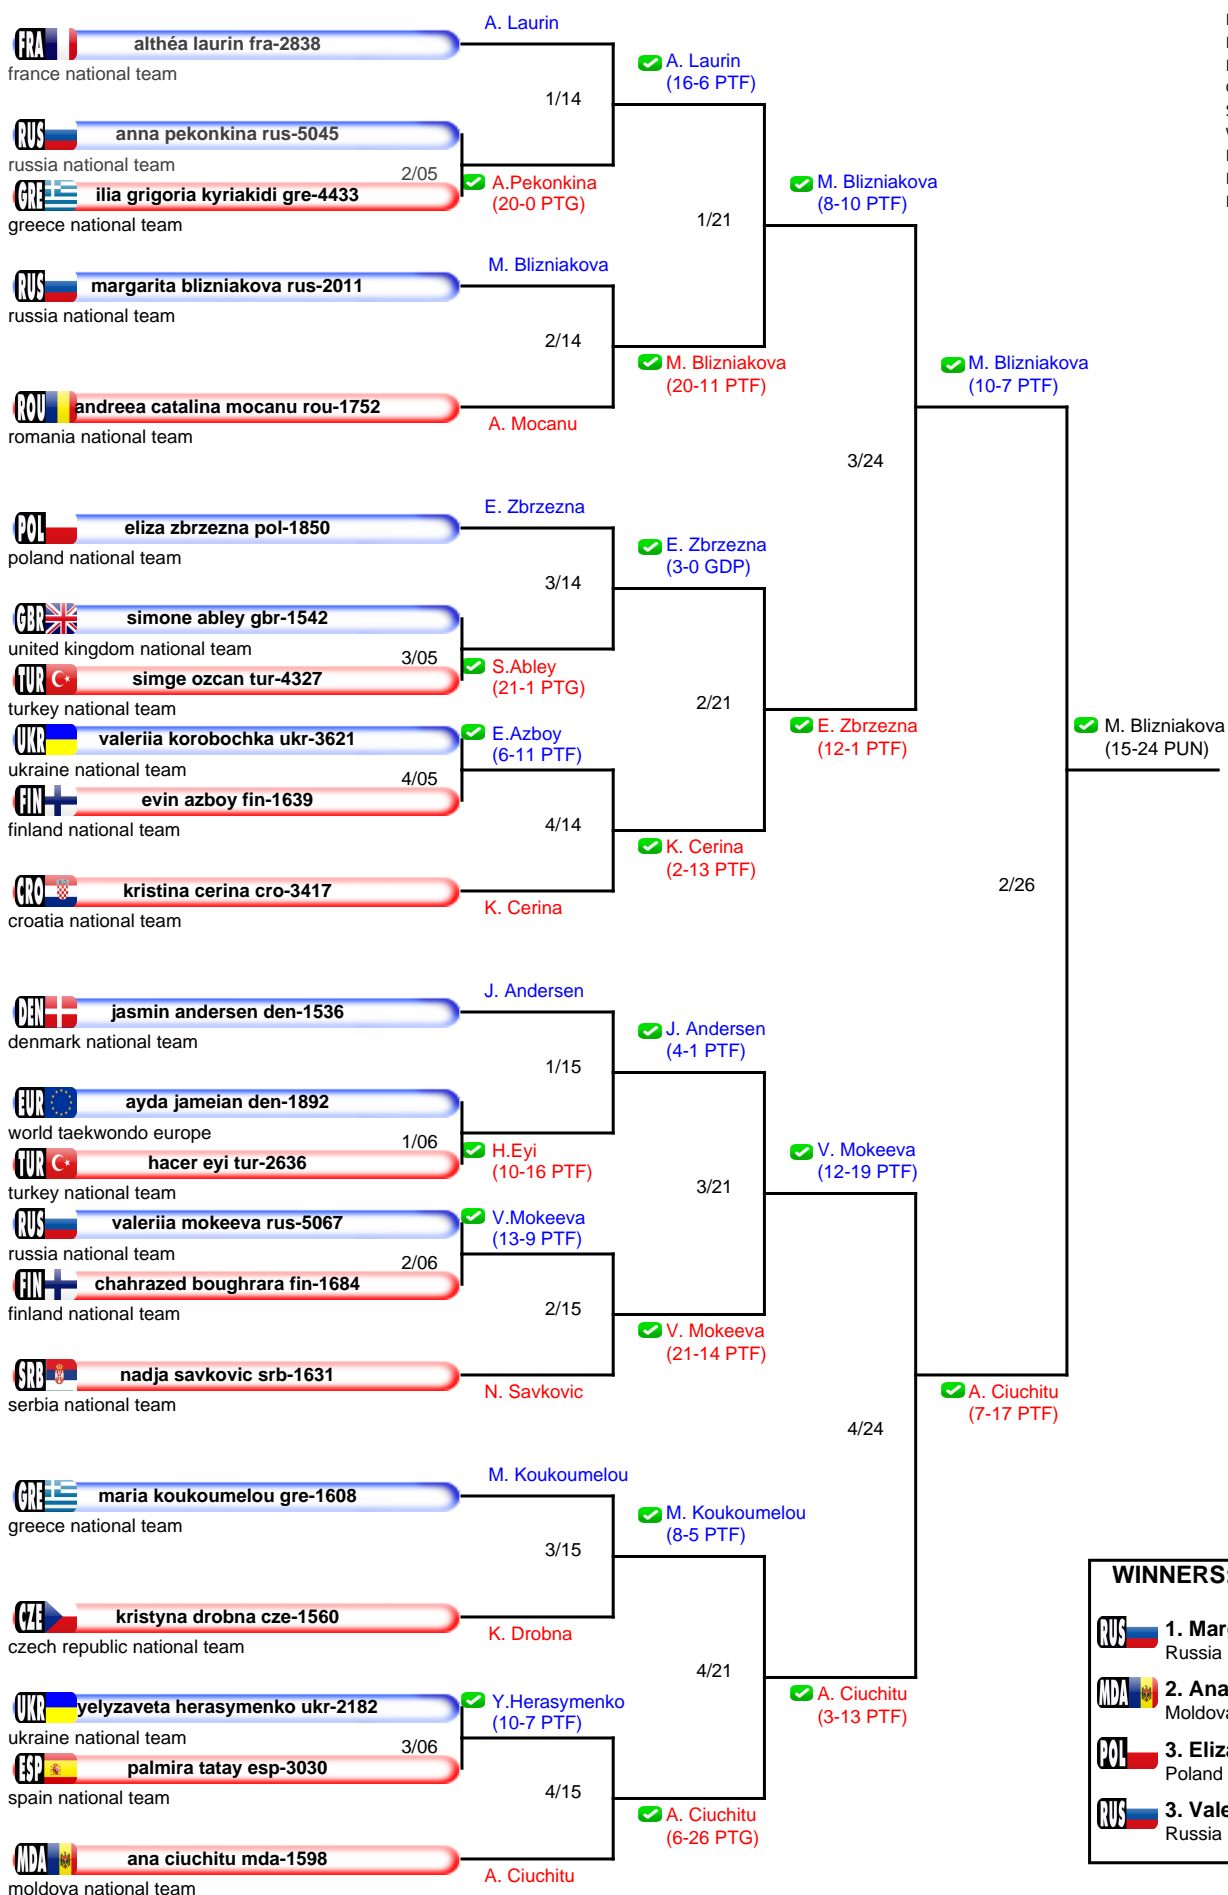 FRA althéa laurin fra-2838
france national team
RUS anna pekonkina rus-5045
russia national team
2/05
GRE ilia grigoria kyriakidi gre-4433
greece national team
RUS margarita blizniakova rus-2011
russia national team
ROU andreea catalina mocanu rou-1752
romania national team
POL eliza zbrzezna pol-1850
poland national team
GBR simone abley gbr-1542
united kingdom national team
3/05
TUR simge ozcan tur-4327
turkey national team
UKR valeriia korobochka ukr-3621
ukraine national team
4/05
FIN evin azboy fin-1639
finland national team
CRO kristina cerina cro-3417
croatia national team
DEN jasmin andersen den-1536
denmark national team
EUR ayda jameian den-1892
world taekwondo europe
1/06
TUR hacer eyi tur-2636
turkey national team
RUS valeriia mokeeva rus-5067
russia national team
2/06
FIN chahrazed boughrara fin-1684
finland national team
SRB nadja savkovic srb-1631
serbia national team
GRE maria koukoumelou gre-1608
greece national team
CZE kristyna drobna cze-1560
czech republic national team
UKR yelyzaveta herasymenko ukr-2182
ukraine national team
3/06
ESP palmira tatay esp-3030
spain national team
MDA ana ciuchitu mda-1598
moldova national team
A. Laurin
1/14
A.Pekonkina
(20-0 PTG)
M. Blizniakova
2/14
A. Mocanu
E. Zbrzezna
3/14
S.Abley
(21-1 PTG)
E.Azboy
(6-11 PTF)
4/14
K. Cerina
J. Andersen
1/15
H.Eyi
(10-16 PTF)
V.Mokeeva
(13-9 PTF)
2/15
N. Savkovic
M. Koukoumelou
3/15
K. Drobna
Y.Herasymenko
(10-7 PTF)
4/15
A. Ciuchitu
A. Laurin
(16-6 PTF)
1/21
M. Blizniakova
(20-11 PTF)
E. Zbrzezna
(3-0 GDP)
2/21
K. Cerina
(2-13 PTF)
J. Andersen
(4-1 PTF)
3/21
V. Mokeeva
(21-14 PTF)
M. Koukoumelou
(8-5 PTF)
4/21
A. Ciuchitu
(6-26 PTG)
M. Blizniakova
(8-10 PTF)
3/24
E. Zbrzezna
(12-1 PTF)
V. Mokeeva
(12-19 PTF)
4/24
A. Ciuchitu
(3-13 PTF)
M. Blizniakova
(10-7 PTF)
2/26
A. Ciuchitu
(7-17 PTF)
M. Blizniakova
(15-24 PUN)
WINNERS:
RUS 1. Mar
Russia
MDA 2. Ana
Moldova
POL 3. Eliza
Poland
RUS 3. Vale
Russia